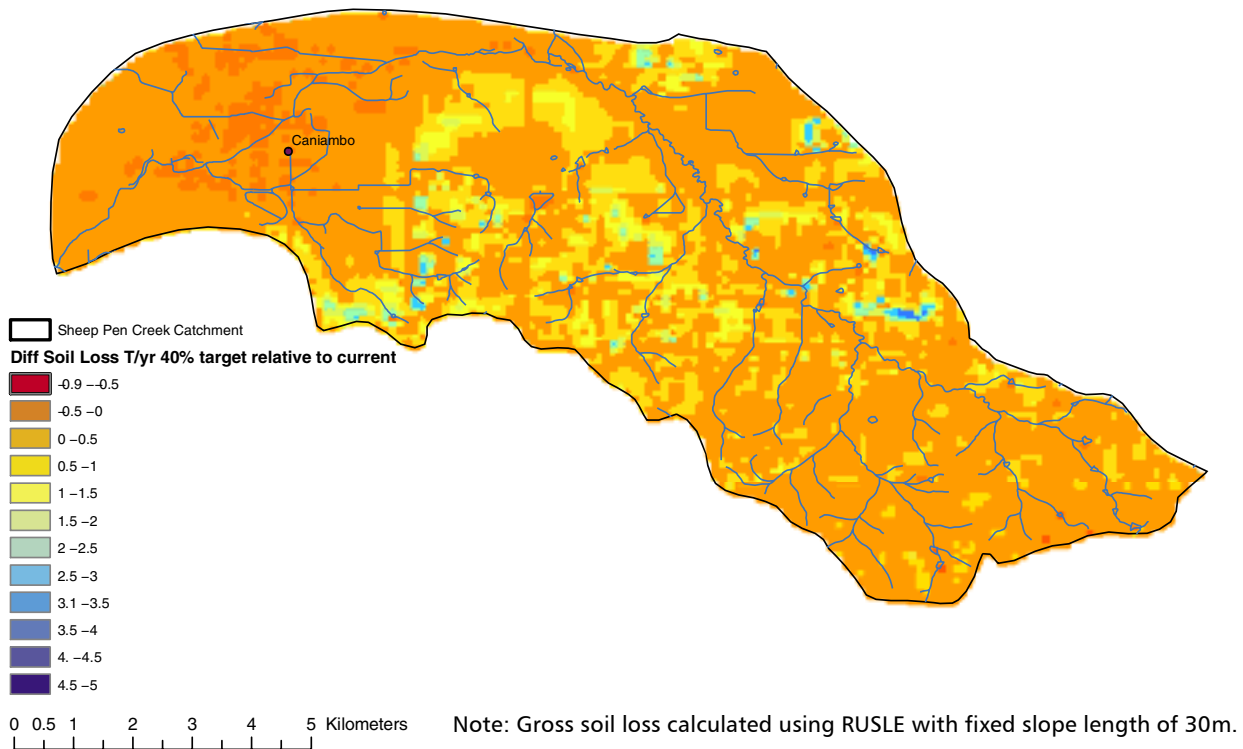 Caniambo
Sheep Pen Creek Catchment
Diff Soil Loss T/yr 40% target relative to current
-0.9 –-0.5
-0.5 –0
0 –0.5
0.5 –1
1 –1.5
1.5 –2
2 –2.5
2.5 –3
3.1 –3.5
3.5 –4
4. –4.5
4.5 –5
0 0.5 1 2 3 4 5 Kilometers
Note: Gross soil loss calculated using RUSLE with fixed slope length of 30m.